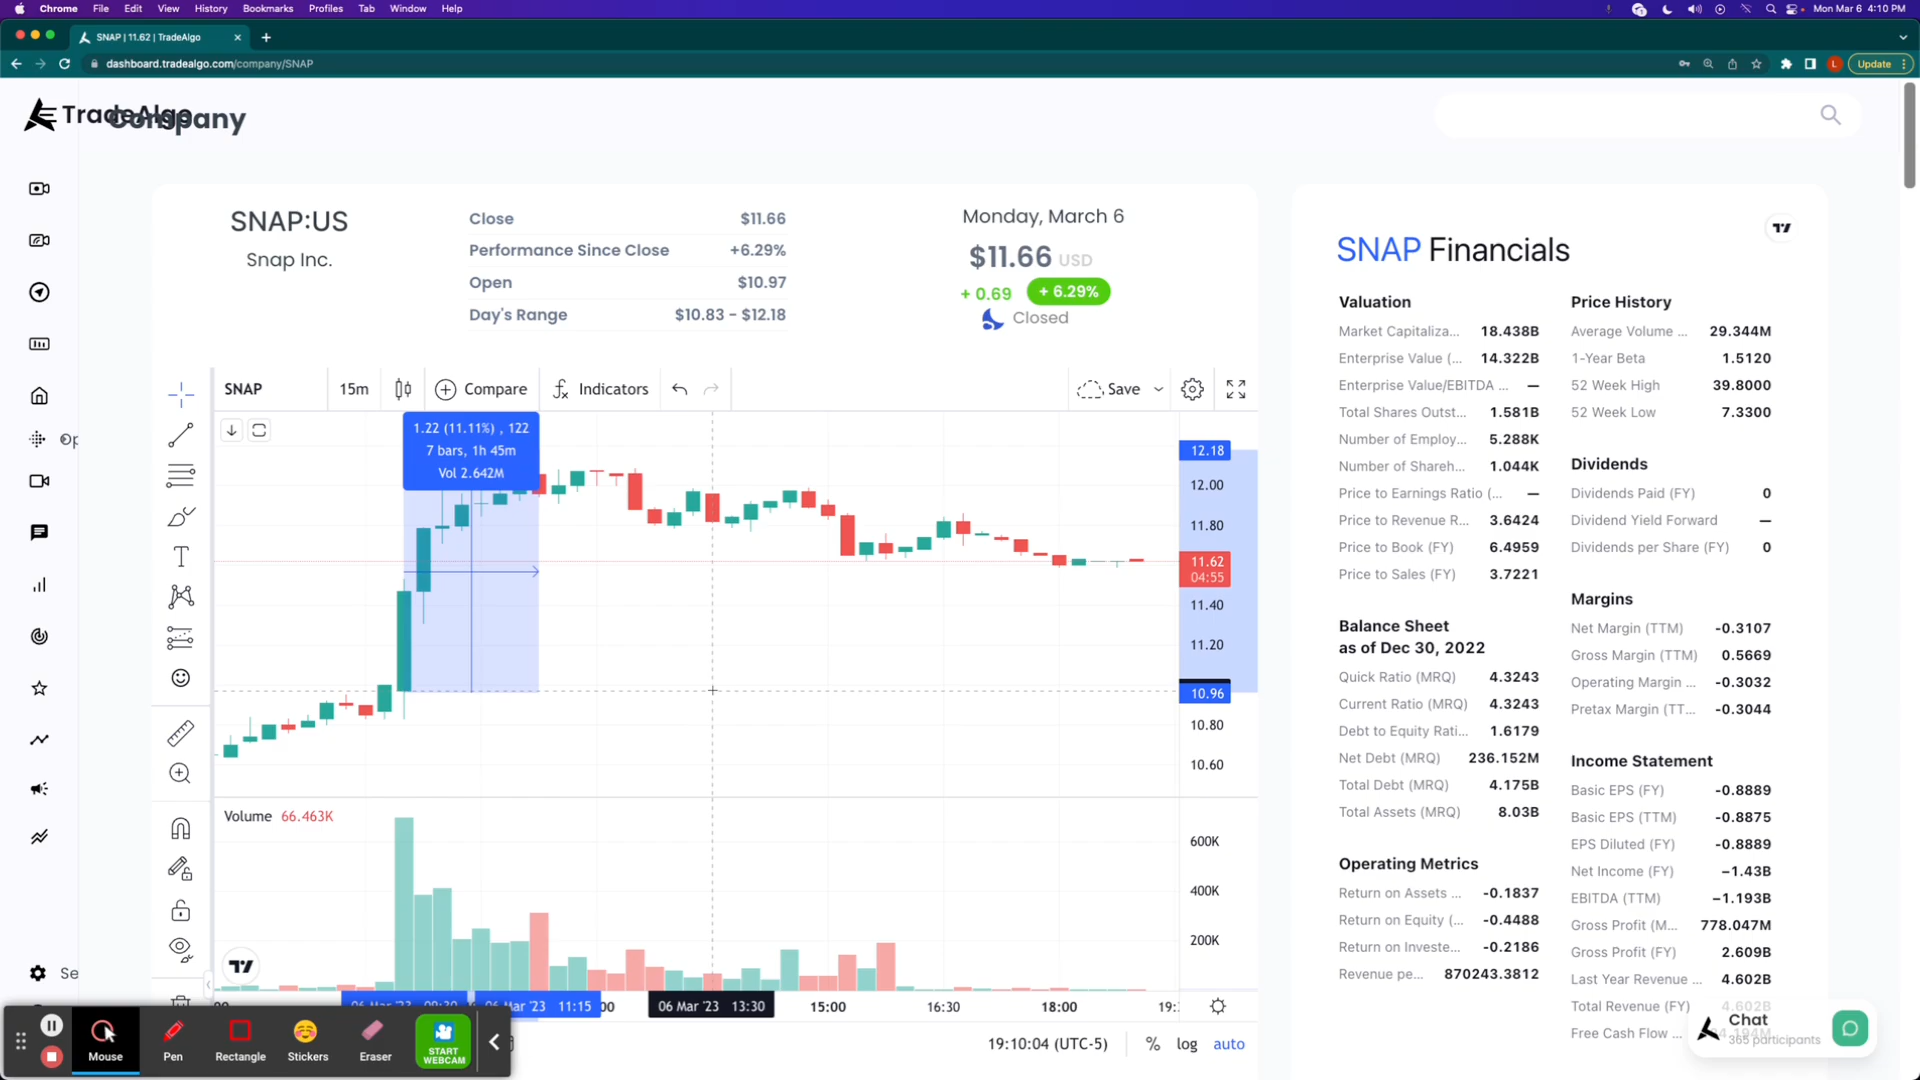 Chrome File Edit View History Bookmarks Profiles Tab Window Help Mon Mar 6 4:10 PM
SNAP | 11.62 | TradeAlgo
dashboard.tradealgo.com/company/SNAP
L Update
TradeAlgo
Company
SNAP:US
Snap Inc.
Close $11.66
Performance Since Close +6.29%
Open $10.97
Day's Range $10.83 - $12.18
Monday, March 6
$11.66 USD
+ 0.69 + 6.29%
Closed
SNAP 15m Compare Indicators Save
1.22 (11.11%) , 122
7 bars, 1h 45m
Vol 2.642M
12.18
12.00
11.80
11.62
04:55
11.40
11.20
10.96
10.80
10.60
Volume 66.463K
600K
400K
200K
06 Mar '23 09:30 06 Mar '23 11:15 06 Mar '23 13:30 15:00 16:30 18:00
19:10:04 (UTC-5) % log auto
SNAP Financials
Valuation
Market Capitaliza... 18.438B
Enterprise Value (... 14.322B
Enterprise Value/EBITDA ... —
Total Shares Outst... 1.581B
Number of Employ... 5.288K
Number of Shareh... 1.044K
Price to Earnings Ratio (... —
Price to Revenue R... 3.6424
Price to Book (FY) 6.4959
Price to Sales (FY) 3.7221
Balance Sheet
as of Dec 30, 2022
Quick Ratio (MRQ) 4.3243
Current Ratio (MRQ) 4.3243
Debt to Equity Rati... 1.6179
Net Debt (MRQ) 236.152M
Total Debt (MRQ) 4.175B
Total Assets (MRQ) 8.03B
Operating Metrics
Return on Assets ... -0.1837
Return on Equity (... -0.4488
Return on Investe... -0.2186
Revenue pe... 870243.3812
Price History
Average Volume ... 29.344M
1-Year Beta 1.5120
52 Week High 39.8000
52 Week Low 7.3300
Dividends
Dividends Paid (FY) 0
Dividend Yield Forward —
Dividends per Share (FY) 0
Margins
Net Margin (TTM) -0.3107
Gross Margin (TTM) 0.5669
Operating Margin ... -0.3032
Pretax Margin (TT... -0.3044
Income Statement
Basic EPS (FY) -0.8889
Basic EPS (TTM) -0.8875
EPS Diluted (FY) -0.8889
Net Income (FY) −1.43B
EBITDA (TTM) −1.193B
Gross Profit (M... 778.047M
Gross Profit (FY) 2.609B
Last Year Revenue ... 4.602B
Total Revenue (FY) 4.602B
Free Cash Flow ...
Chat
365 participants
Op
Se
Mouse Pen Rectangle Stickers Eraser START WEBCAM